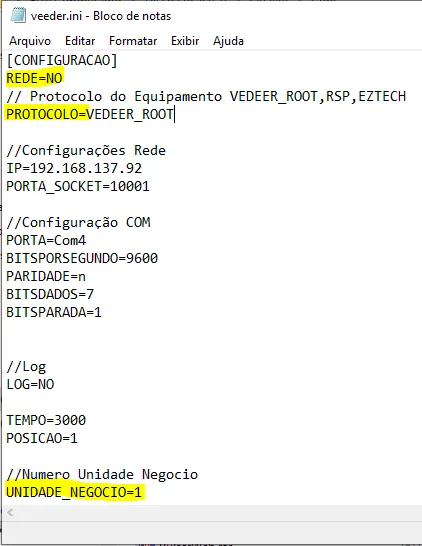 veeder.ini - Bloco de notas
Arquivo Editar Formatar Exibir Ajuda
[CONFIGURACAO]
REDE=NO
// Protocolo do Equipamento VEDEER_ROOT,RSP,EZTECH
PROTOCOLO=VEDEER_ROOT
//Configurações Rede
IP=192.168.137.92
PORTA_SOCKET=10001
//Configuração COM
PORTA=Com4
BITSPORSEGUNDO=9600
PARIDADE=n
BITSDADOS=7
BITSPARADA=1
//Log
LOG=NO
TEMPO=3000
POSICAO=1
//Numero Unidade Negocio
UNIDADE_NEGOCIO=1